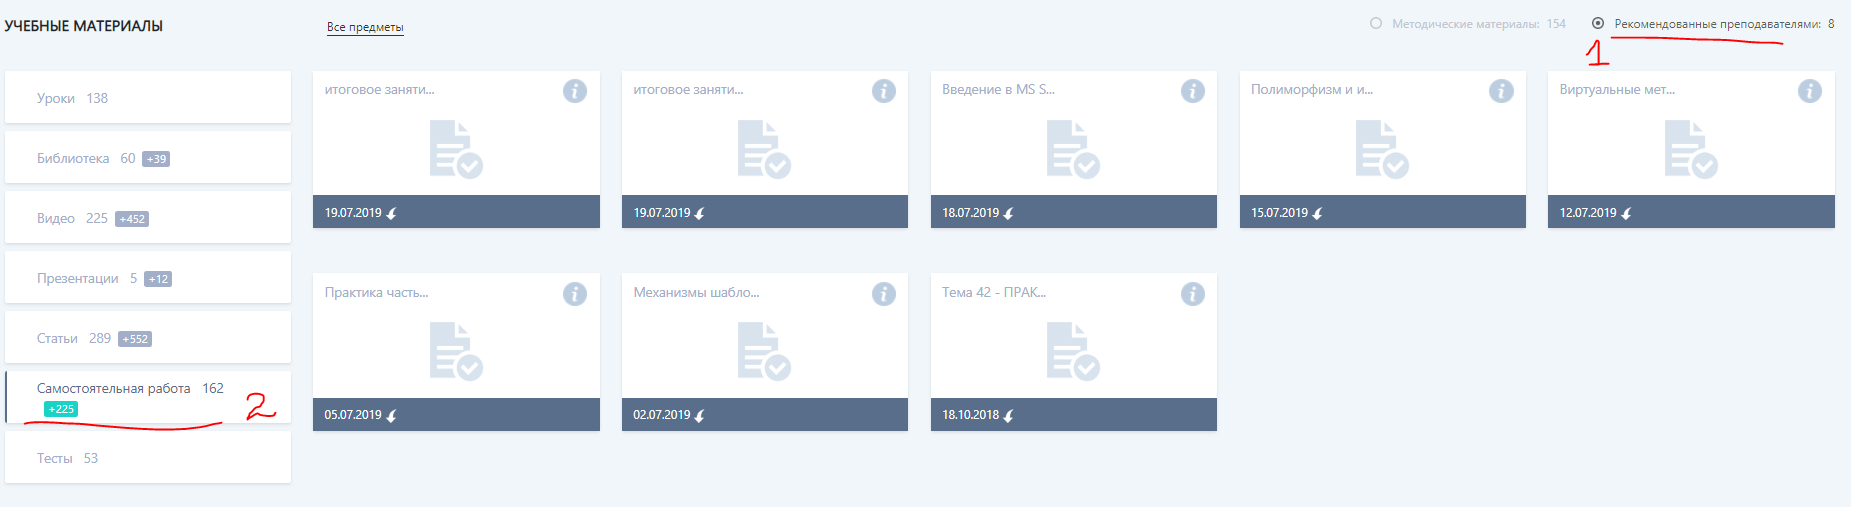 УЧЕБНЫЕ МАТЕРИАЛЫ
Все предметы
Методические материалы: 154
Рекомендованные преподавателями: 8
1
Уроки 138
Библиотека 60 +39
Видео 225 +452
Презентации 5 +12
Статьи 289 +552
Самостоятельная работа 162
+225
2
Тесты 53
итоговое заняти...
19.07.2019
итоговое заняти...
19.07.2019
Введение в MS S...
18.07.2019
Полиморфизм и и...
15.07.2019
Виртуальные мет...
12.07.2019
Практика часть...
05.07.2019
Механизмы шабло...
02.07.2019
Тема 42 - ПРАК...
18.10.2018